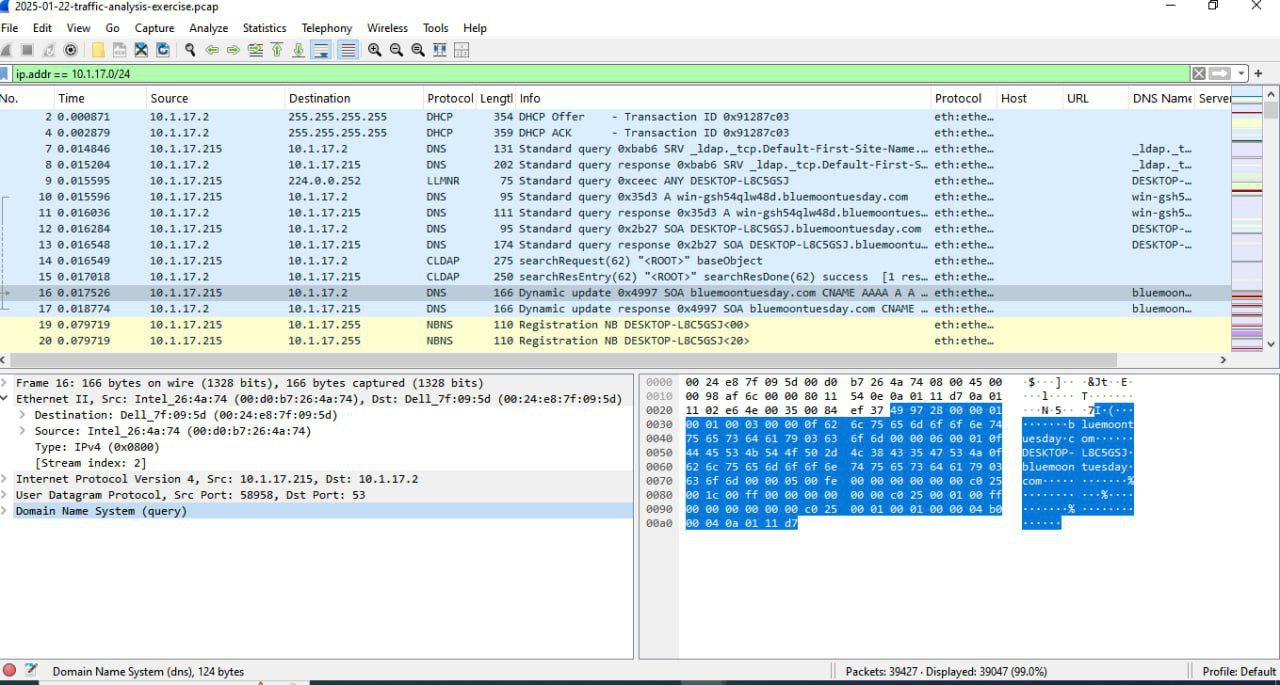 2025-01-22-traffic-analysis-exercise.pcap
File Edit View Go Capture Analyze Statistics Telephony Wireless Tools Help
ip.addr == 10.1.17.0/24
No. Time Source Destination Protocol Lengtl Info Protocol Host URL DNS Name Server
2 0.000871 10.1.17.2 255.255.255.255 DHCP 354 DHCP Offer - Transaction ID 0x91287c03 eth:ethe…
4 0.002879 10.1.17.2 255.255.255.255 DHCP 359 DHCP ACK - Transaction ID 0x91287c03 eth:ethe…
7 0.014846 10.1.17.215 10.1.17.2 DNS 131 Standard query 0xbab6 SRV _ldap._tcp.Default-First-Site-Name.… eth:ethe… _ldap._t…
8 0.015204 10.1.17.2 10.1.17.215 DNS 202 Standard query response 0xbab6 SRV _ldap._tcp.Default-First-S… eth:ethe… _ldap._t…
9 0.015595 10.1.17.215 224.0.0.252 LLMNR 75 Standard query 0xceec ANY DESKTOP-L8C5GSJ eth:ethe… DESKTOP-…
10 0.015596 10.1.17.215 10.1.17.2 DNS 95 Standard query 0x35d3 A win-gsh54qlw48d.bluemoontuesday.com eth:ethe… win-gsh5…
11 0.016036 10.1.17.2 10.1.17.215 DNS 111 Standard query response 0x35d3 A win-gsh54qlw48d.bluemoontues… eth:ethe… win-gsh5…
12 0.016284 10.1.17.215 10.1.17.2 DNS 95 Standard query 0x2b27 SOA DESKTOP-L8C5GSJ.bluemoontuesday.com eth:ethe… DESKTOP-…
13 0.016548 10.1.17.2 10.1.17.215 DNS 174 Standard query response 0x2b27 SOA DESKTOP-L8C5GSJ.bluemoontu… eth:ethe… DESKTOP-…
14 0.016549 10.1.17.215 10.1.17.2 CLDAP 275 searchRequest(62) "<ROOT>" baseObject eth:ethe…
15 0.017018 10.1.17.2 10.1.17.215 CLDAP 250 searchResEntry(62) "<ROOT>" searchResDone(62) success [1 res… eth:ethe…
16 0.017526 10.1.17.215 10.1.17.2 DNS 166 Dynamic update 0x4997 SOA bluemoontuesday.com CNAME AAAA A A … eth:ethe… bluemoon…
17 0.018774 10.1.17.2 10.1.17.215 DNS 166 Dynamic update response 0x4997 SOA bluemoontuesday.com CNAME … eth:ethe… bluemoon…
19 0.079719 10.1.17.215 10.1.17.255 NBNS 110 Registration NB DESKTOP-L8C5GSJ<00> eth:ethe…
20 0.079719 10.1.17.215 10.1.17.255 NBNS 110 Registration NB DESKTOP-L8C5GSJ<20> eth:ethe…
Frame 16: 166 bytes on wire (1328 bits), 166 bytes captured (1328 bits)
Ethernet II, Src: Intel_26:4a:74 (00:d0:b7:26:4a:74), Dst: Dell_7f:09:5d (00:24:e8:7f:09:5d)
Destination: Dell_7f:09:5d (00:24:e8:7f:09:5d)
Source: Intel_26:4a:74 (00:d0:b7:26:4a:74)
Type: IPv4 (0x0800)
[Stream index: 2]
Internet Protocol Version 4, Src: 10.1.17.215, Dst: 10.1.17.2
User Datagram Protocol, Src Port: 58958, Dst Port: 53
Domain Name System (query)
0000 00 24 e8 7f 09 5d 00 d0 b7 26 4a 74 08 00 45 00 ·$···]·· ·&Jt··E·
0010 00 98 af 6c 00 00 80 11 54 0e 0a 01 11 d7 0a 01 ···l···· T·······
0020 11 02 e6 4e 00 35 00 84 ef 37 49 97 28 00 00 01 ···N·5·· ·7I·(···
0030 00 01 00 03 00 00 0f 62 6c 75 65 6d 6f 6f 6e 74 ·······b luemoont
0040 75 65 73 64 61 79 03 63 6f 6d 00 00 06 00 01 0f uesday·c om······
0050 44 45 53 4b 54 4f 50 2d 4c 38 43 35 47 53 4a 0f DESKTOP- L8C5GSJ·
0060 62 6c 75 65 6d 6f 6f 6e 74 75 65 73 64 61 79 03 bluemoon tuesday·
0070 63 6f 6d 00 00 05 00 fe 00 00 00 00 00 00 c0 25 com····· ·······%
0080 00 1c 00 ff 00 00 00 00 00 00 c0 25 00 01 00 ff ········ ···%····
0090 00 00 00 00 00 00 c0 25 00 01 00 01 00 00 04 b0 ·······% ········
00a0 00 04 0a 01 11 d7 ······
Domain Name System (dns), 124 bytes Packets: 39427 · Displayed: 39047 (99.0%) Profile: Default